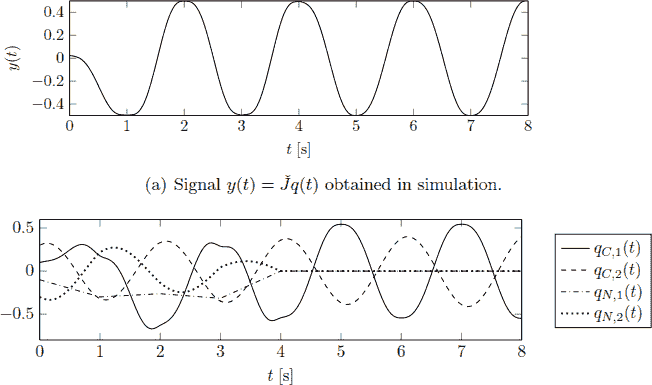 0.4
0.2
0
−0.2
−0.4
y(t)
0 1 2 3 4 5 6 7 8
t [s]
(a) Signal y(t) = J̌q(t) obtained in simulation.
0.5
0
−0.5
0 1 2 3 4 5 6 7 8
t [s]
q_{C,1}(t)
q_{C,2}(t)
q_{N,1}(t)
q_{N,2}(t)